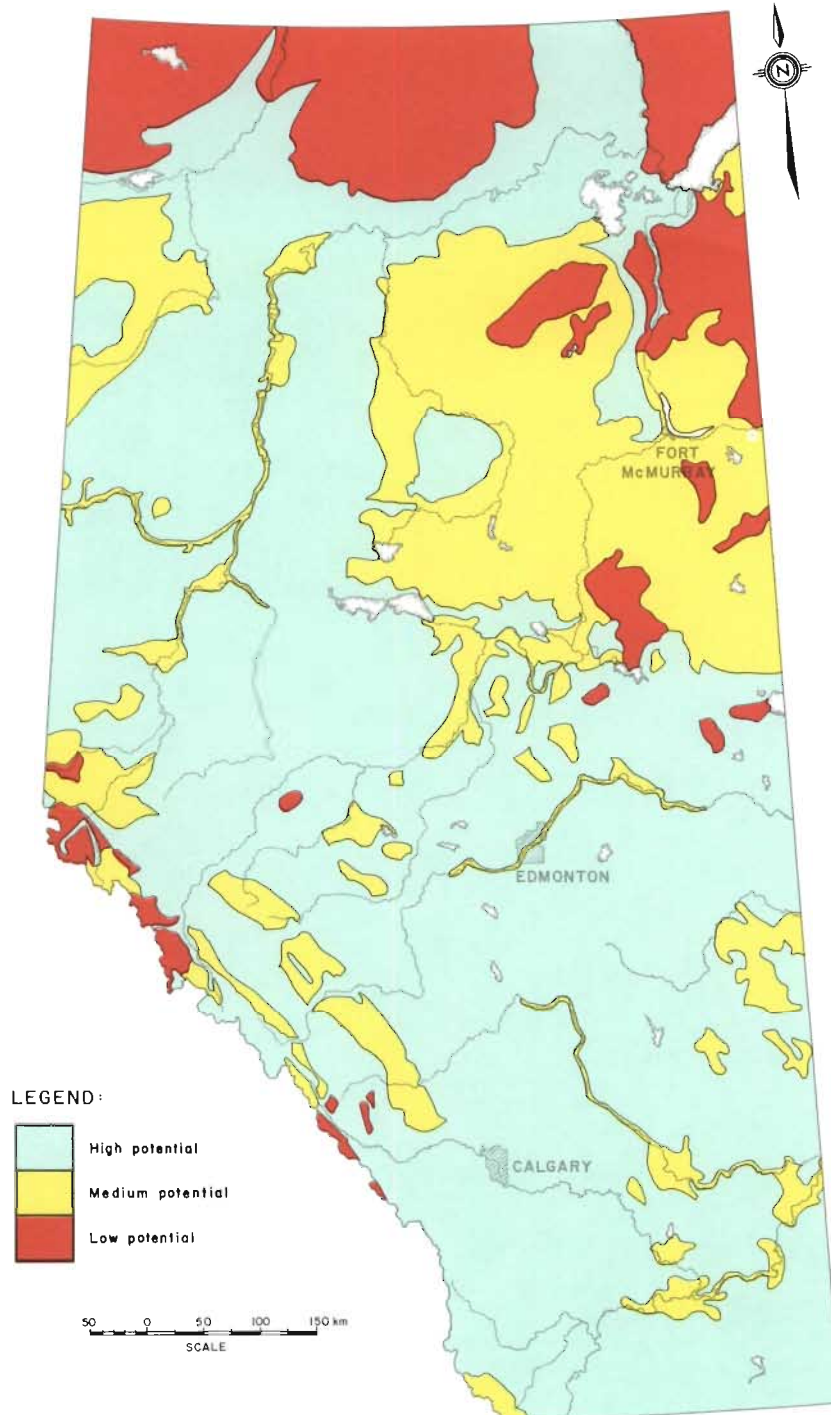 N
FORT
McMURRAY
EDMONTON
LEGEND:
High potential
Medium potential
Low potential
CALGARY
50 0 50 100 150 km
SCALE